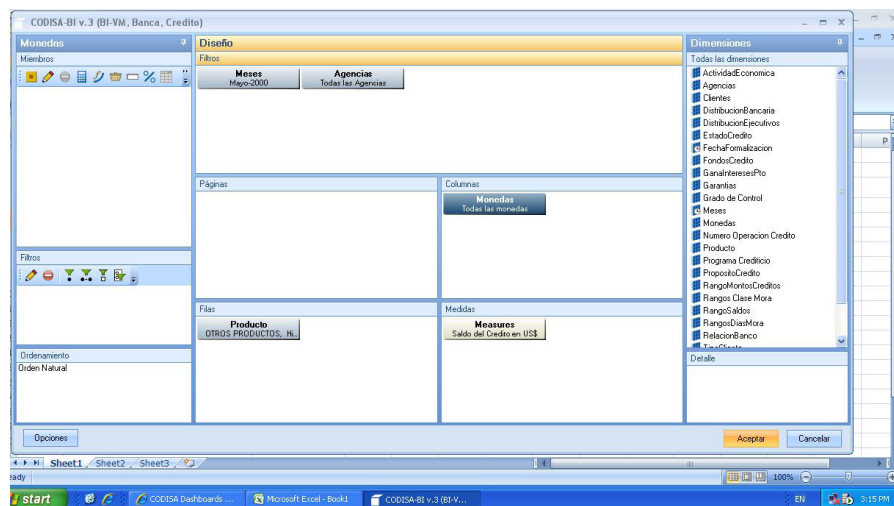 CODISA-BI v.3 (BI-VM, Banca, Credito)
Monedas
Miembros
Filtros
Ordenamiento
Orden Natural
Diseño
Filtros
Meses
Mayo-2000
Agencias
Todas las Agencias
Páginas
Columnas
Monedas
Todas las monedas
Filas
Producto
OTROS PRODUCTOS, Hi...
Medidas
Measures
Saldo del Credito en US$
Dimensiones
Todas las dimensiones
ActividadEconomica
Agencias
Clientes
DistribucionBancaria
DistribucionEjecutivos
EstadoCredito
FechaFormalizacion
FondosCredito
GanaInteresesPto
Garantias
Grado de Control
Meses
Monedas
Numero Operacion Credito
Producto
Programa Crediticio
PropositoCredito
RangoMontosCreditos
Rangos Clase Mora
RangoSaldos
RangosDiasMora
RelacionBanco
Detalle
Opciones
Aceptar
Cancelar
P
Sheet1 Sheet2 Sheet3
eady
100%
start
CODISA Dashboards ...
Microsoft Excel - Book1
CODISA-BI v.3 (BI-V...
EN
3:15 PM